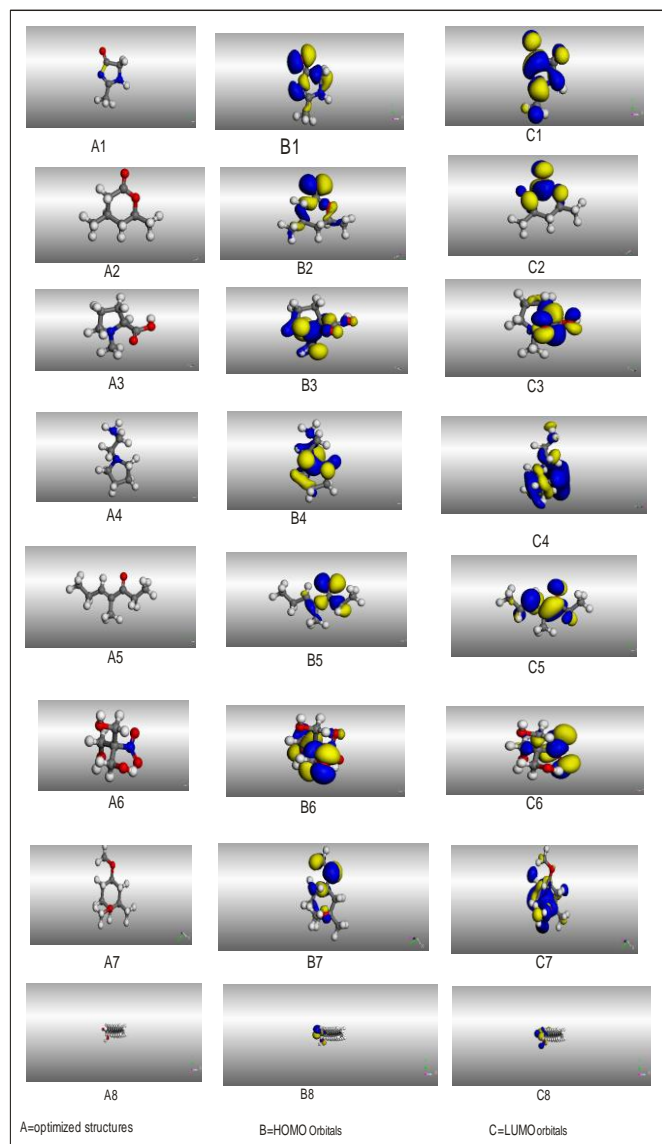 A1 B1 C1
A2 B2 C2
A3 B3 C3
A4 B4 C4
A5 B5 C5
A6 B6 C6
A7 B7 C7
A8 B8 C8
A=optimized structures B=HOMO Orbitals C=LUMO orbitals